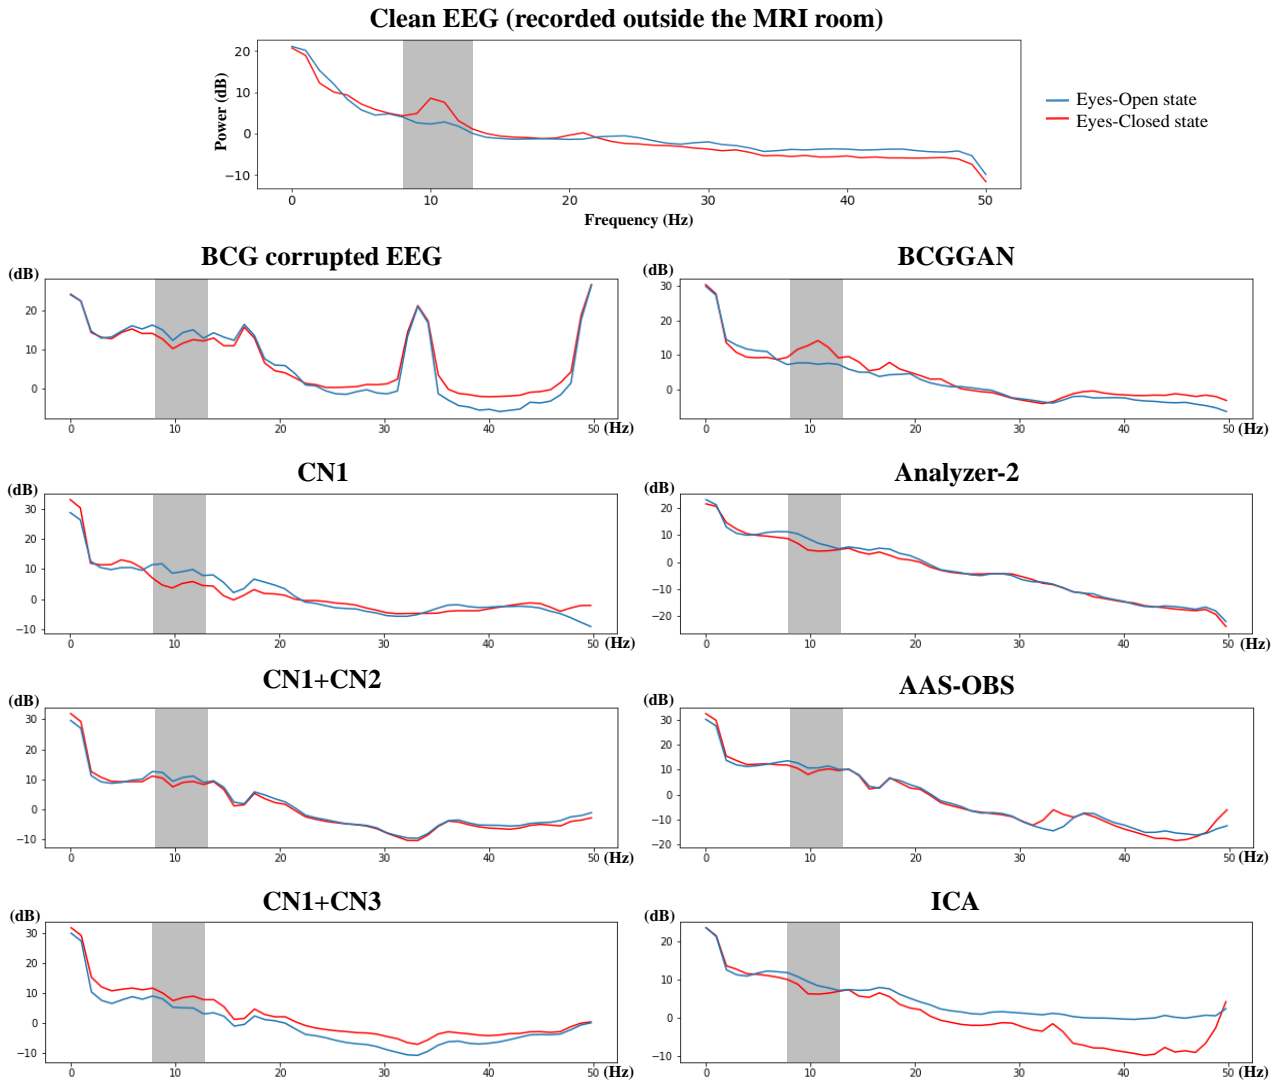 Clean EEG (recorded outside the MRI room)
Power (dB)
20
10
0
−10
0 10 20 30 40 50
Frequency (Hz)
Eyes-Open state
Eyes-Closed state
BCG corrupted EEG
(dB)
20
10
0
0 10 20 30 40 50 (Hz)
BCGGAN
(dB)
30
20
10
0
0 10 20 30 40 50 (Hz)
CN1
(dB)
30
20
10
0
−10
0 10 20 30 40 50 (Hz)
Analyzer-2
(dB)
20
10
0
−10
−20
0 10 20 30 40 50 (Hz)
CN1+CN2
(dB)
30
20
10
0
−10
0 10 20 30 40 50 (Hz)
AAS-OBS
(dB)
30
20
10
0
−10
−20
0 10 20 30 40 50 (Hz)
CN1+CN3
(dB)
30
20
10
0
−10
0 10 20 30 40 50 (Hz)
ICA
(dB)
20
10
0
−10
0 10 20 30 40 50 (Hz)